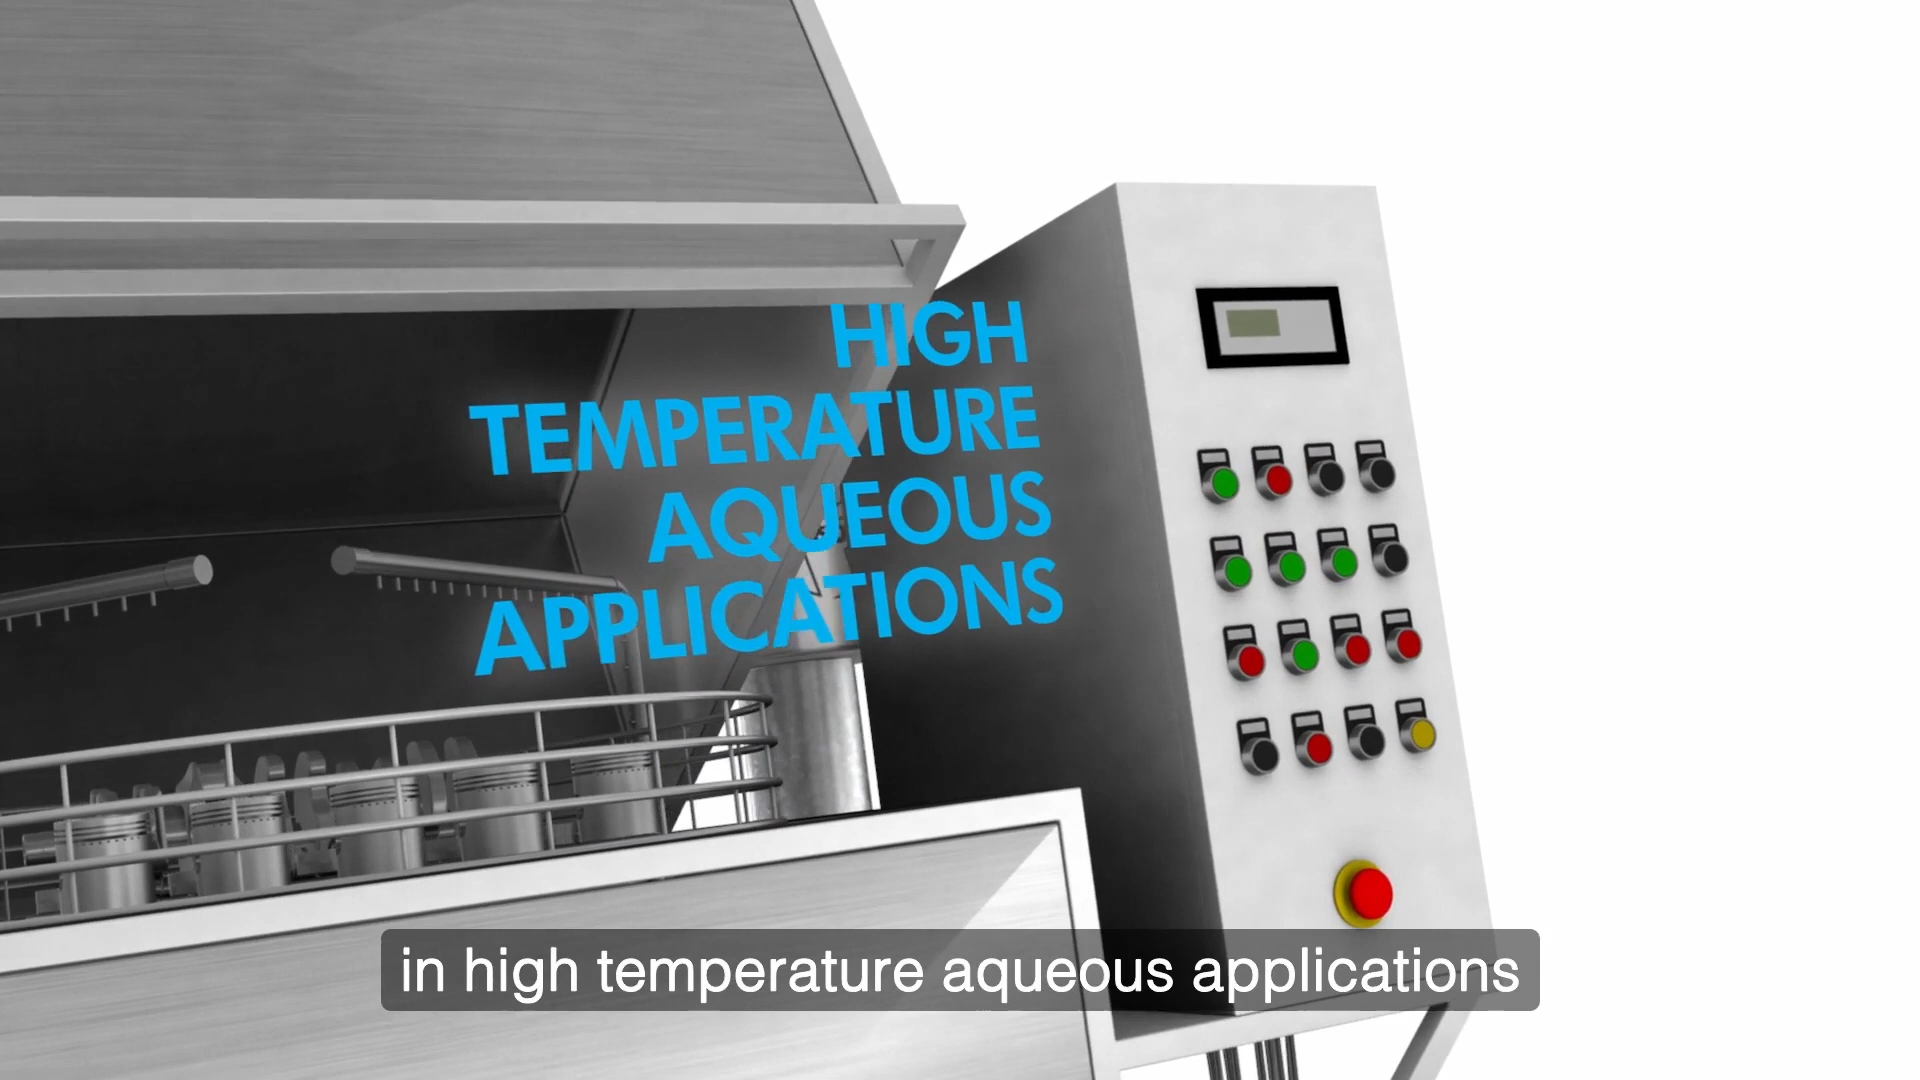 HIGH
TEMPERATURE
AQUEOUS
APPLICATIONS
in high temperature aqueous applications